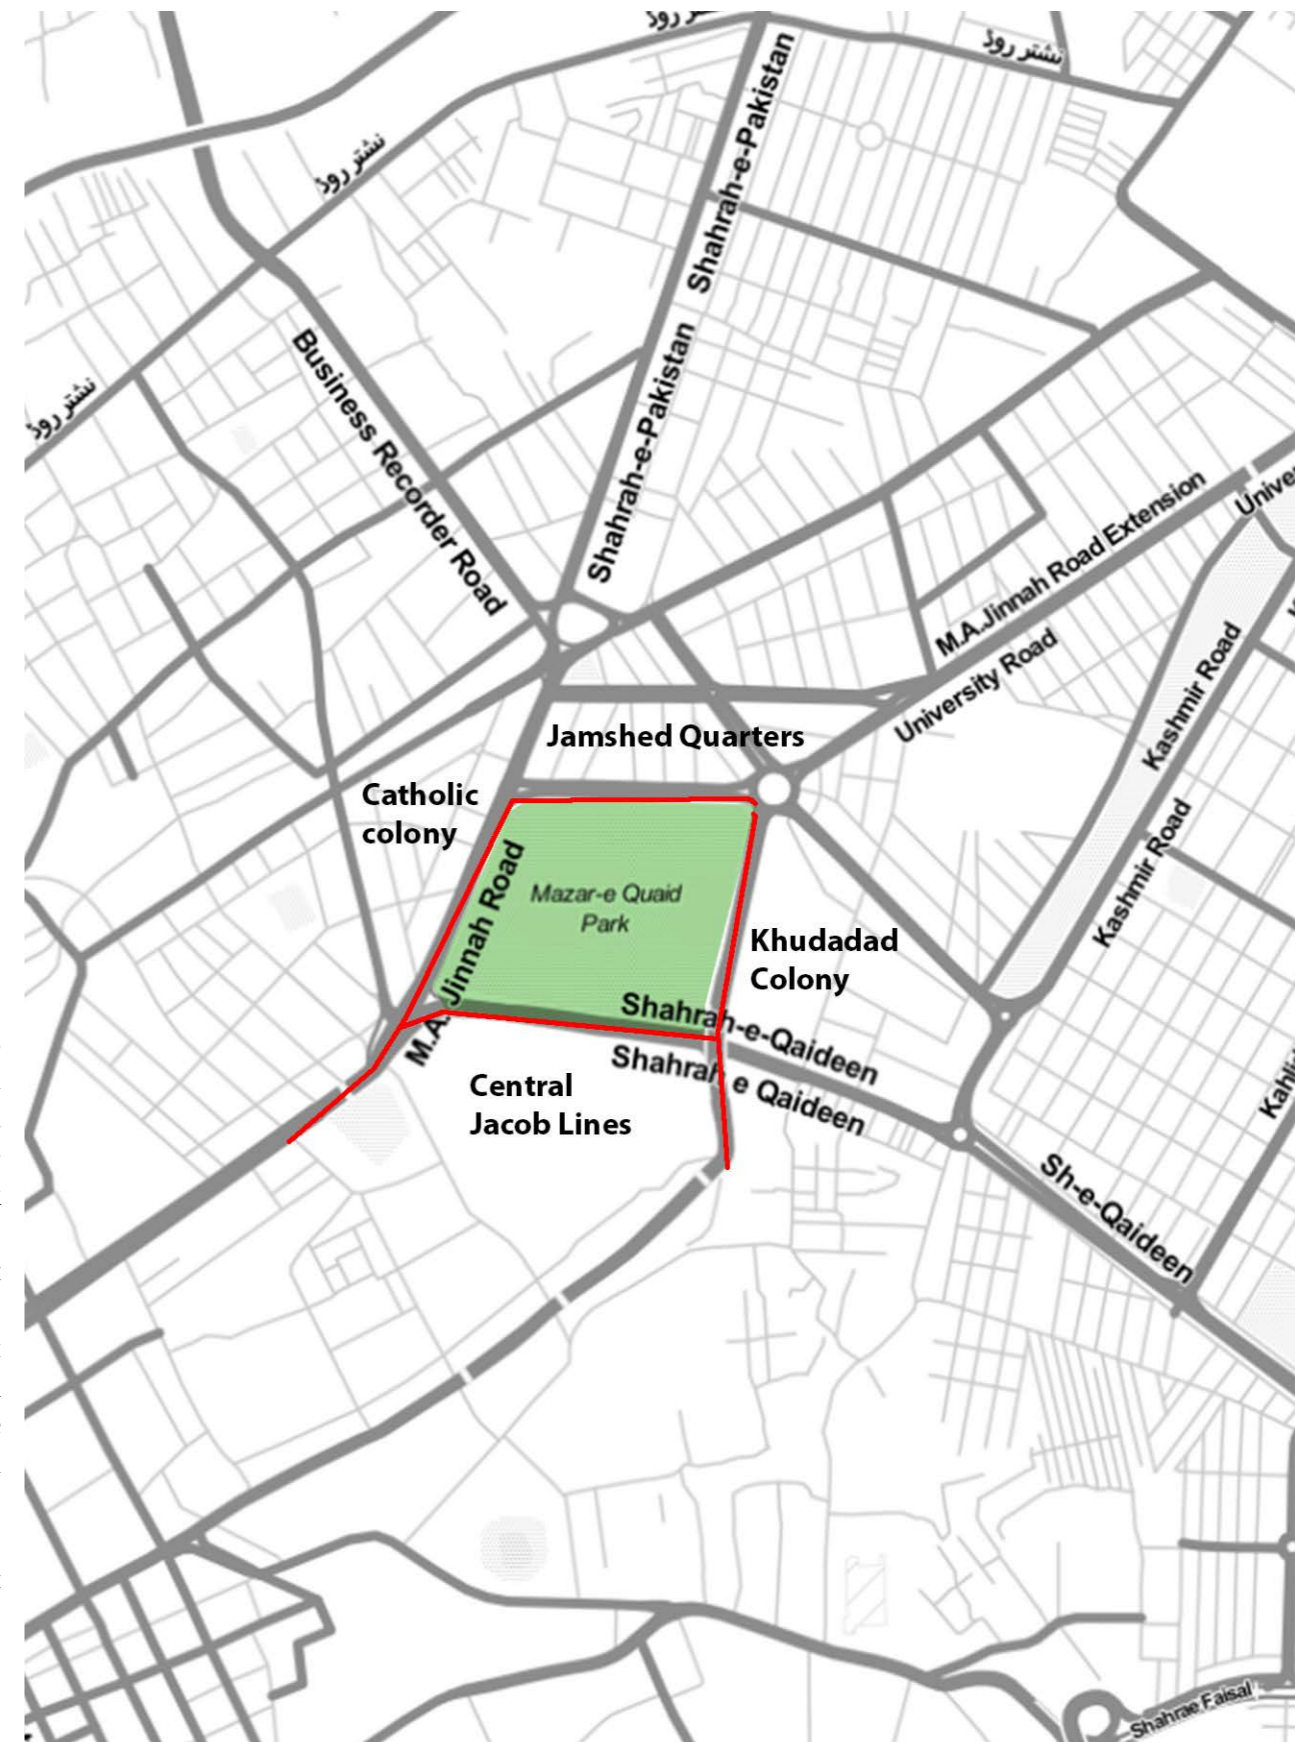 نشتر روڈ
Shahrah-e-Pakistan
نشتر روڈ
Business Recorder Road
Shahrah-e-Pakistan
نشتر روڈ
M.A.Jinnah Road Extension
University Road
Kashmir Road
Jamshed Quarters
Catholic
colony
M.A. Jinnah Road
Mazar-e Quaid
Park
Kashmir Road
Khudadad
Colony
Shahrah-e-Qaideen
Shahrah e Qaideen
Central
Jacob Lines
Sh-e-Qaideen
Shahrae Faisal